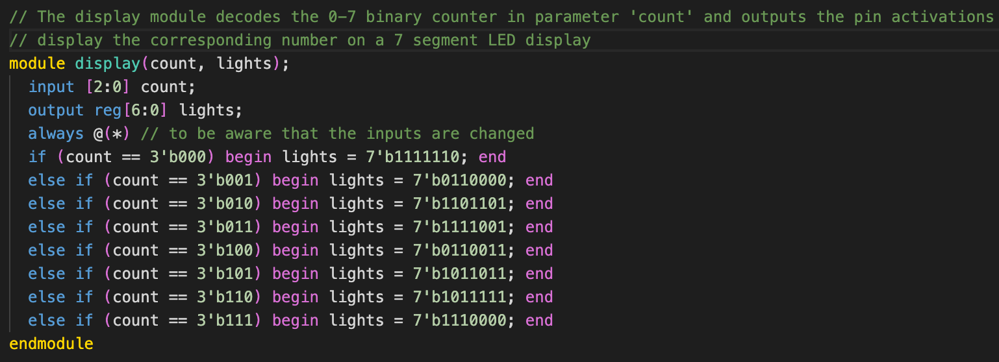 // The display module decodes the 0-7 binary counter in parameter 'count' and outputs the pin activations
// display the corresponding number on a 7 segment LED display
module display(count, lights);
  input [2:0] count;
  output reg[6:0] lights;
  always @(*) // to be aware that the inputs are changed
  if (count == 3'b000) begin lights = 7'b1111110; end
  else if (count == 3'b001) begin lights = 7'b0110000; end
  else if (count == 3'b010) begin lights = 7'b1101101; end
  else if (count == 3'b011) begin lights = 7'b1111001; end
  else if (count == 3'b100) begin lights = 7'b0110011; end
  else if (count == 3'b101) begin lights = 7'b1011011; end
  else if (count == 3'b110) begin lights = 7'b1011111; end
  else if (count == 3'b111) begin lights = 7'b1110000; end
endmodule